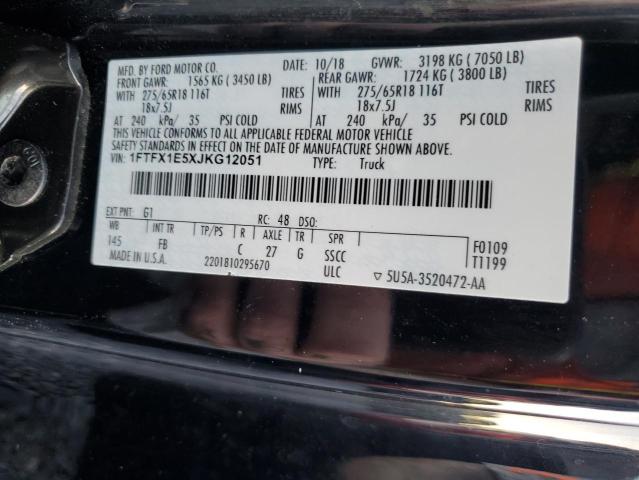 MFD. BY FORD MOTOR CO.
DATE: 10/18 GVWR: 3198 KG ( 7050 LB)
FRONT GAWR: 1565 KG ( 3450 LB) REAR GAWR: 1724 KG ( 3800 LB)
WITH 275/65R18 116T TIRES WITH 275/65R18 116T TIRES
18x7.5J RIMS 18x7.5J RIMS
AT 240 kPa/ 35 PSI COLD AT 240 kPa/ 35 PSI COLD
THIS VEHICLE CONFORMS TO ALL APPLICABLE FEDERAL MOTOR VEHICLE
SAFETY STANDARDS IN EFFECT ON THE DATE OF MANUFACTURE SHOWN ABOVE.
VIN: 1FTFX1E5XJKG12051 TYPE: Truck
EXT PNT: G1 RC: 48 DSO:
WB INT TR TP/PS R AXLE TR SPR F0109
145 FB C 27 G SSCC T1199
MADE IN U.S.A. 2201810295670 ULC ▽ 5U5A-3520472-AA